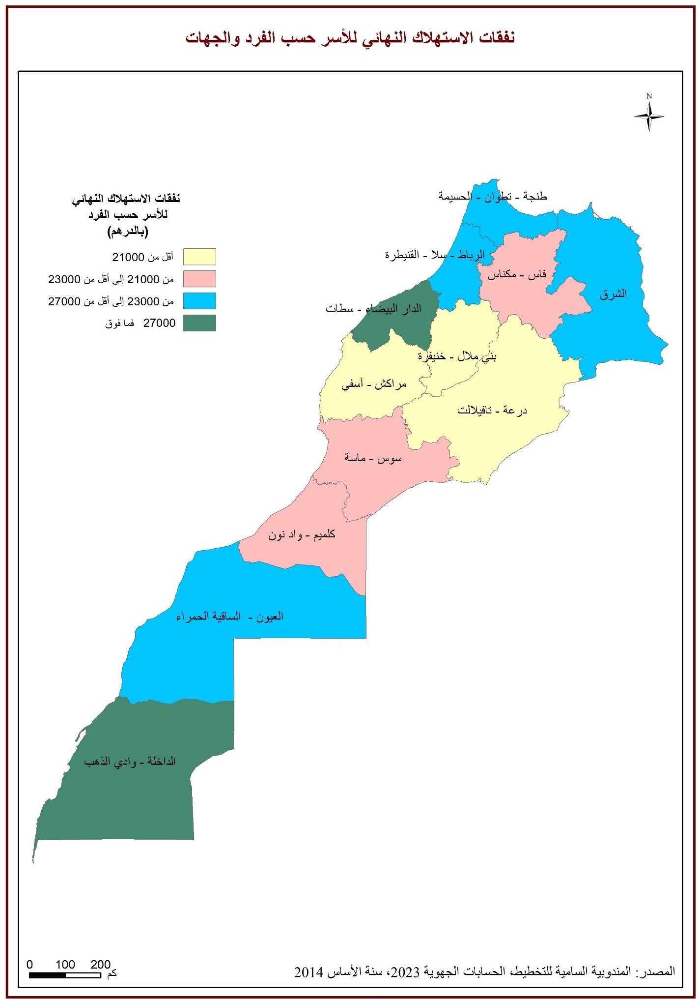 نفقات الاستهلاك النهائي للأسر حسب الفرد والجهات
N
نفقات الاستهلاك النهائي
للأسر حسب الفرد
(بالدرهم)
أقل من 21000
من 21000 إلى أقل من 23000
من 23000 إلى أقل من 27000
27000 فما فوق
طنجة - تطوان - الحسيمة
الرباط - سلا - القنيطرة
فاس - مكناس
الشرق
الدار البيضاء - سطات
بني ملال - خنيفرة
مراكش - آسفي
درعة - تافيلالت
سوس - ماسة
كلميم - واد نون
العيون - الساقية الحمراء
الداخلة - وادي الذهب
0 100 200
كم
المصدر: المندوبية السامية للتخطيط، الحسابات الجهوية 2023، سنة الأساس 2014